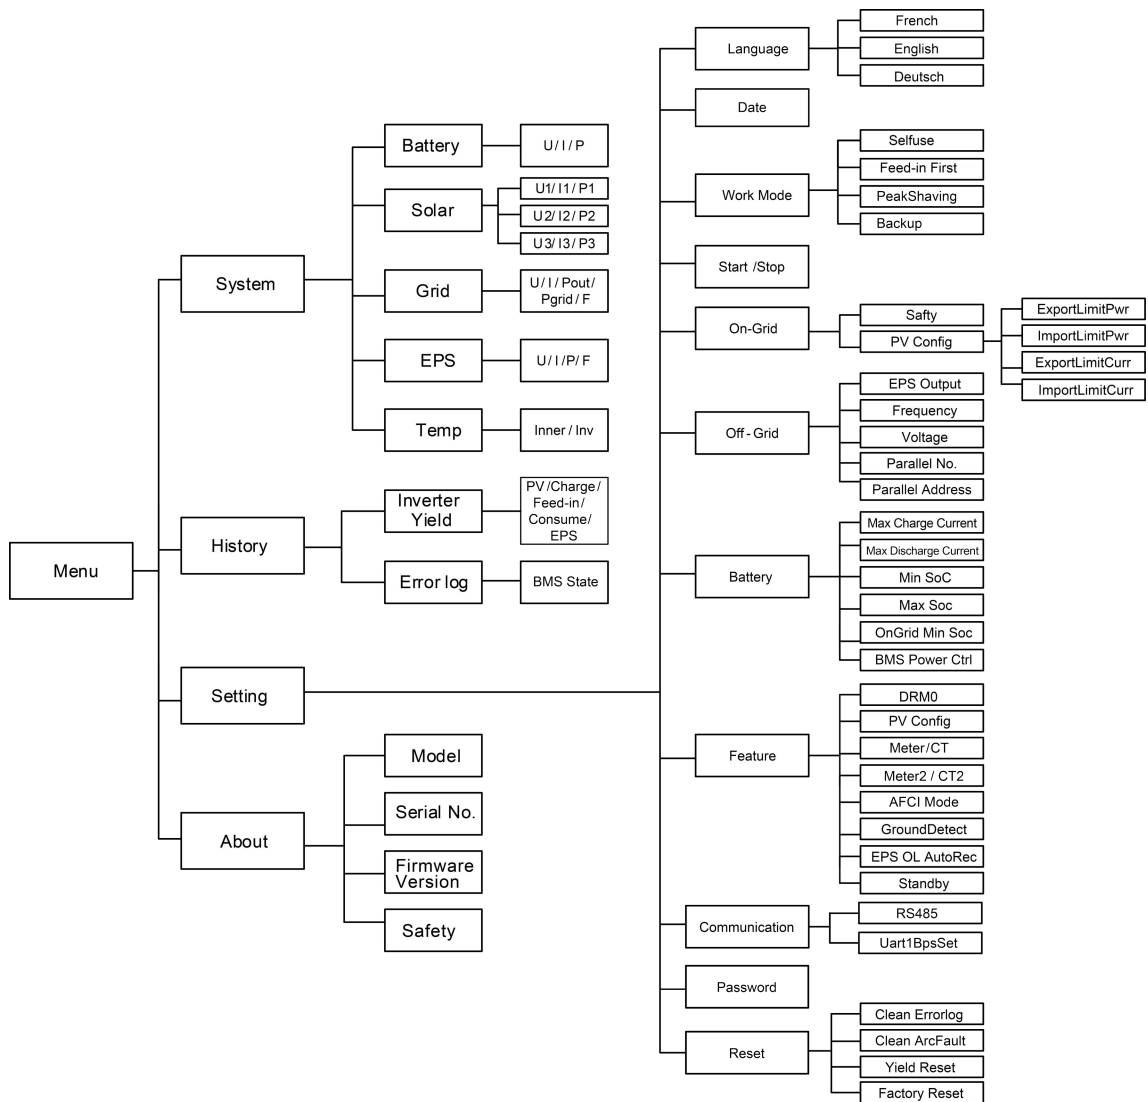 Menu
System
Battery
U/ I / P
Solar
U1/ I1 / P1
U2/ I2 / P2
U3/ I3 / P3
Grid
U / I / Pout /
Pgrid / F
EPS
U / I /P/ F
Temp
Inner / Inv
History
Inverter
Yield
PV /Charge /
Feed-in /
Consume /
EPS
Error log
BMS State
Setting
Language
French
English
Deutsch
Date
Work Mode
Selfuse
Feed-in First
PeakShaving
Backup
Start /Stop
On-Grid
Safty
PV Config
ExportLimitPwr
ImportLimitPwr
ExportLimitCurr
ImportLimitCurr
Off - Grid
EPS Output
Frequency
Voltage
Parallel No.
Parallel Address
Battery
Max Charge Current
Max Discharge Current
Min SoC
Max Soc
OnGrid Min Soc
BMS Power Ctrl
Feature
DRM0
PV Config
Meter/CT
Meter2 / CT2
AFCI Mode
GroundDetect
EPS OL AutoRec
Standby
Communication
RS485
Uart1BpsSet
Password
Reset
Clean Errorlog
Clean ArcFault
Yield Reset
Factory Reset
About
Model
Serial No.
Firmware
Version
Safety